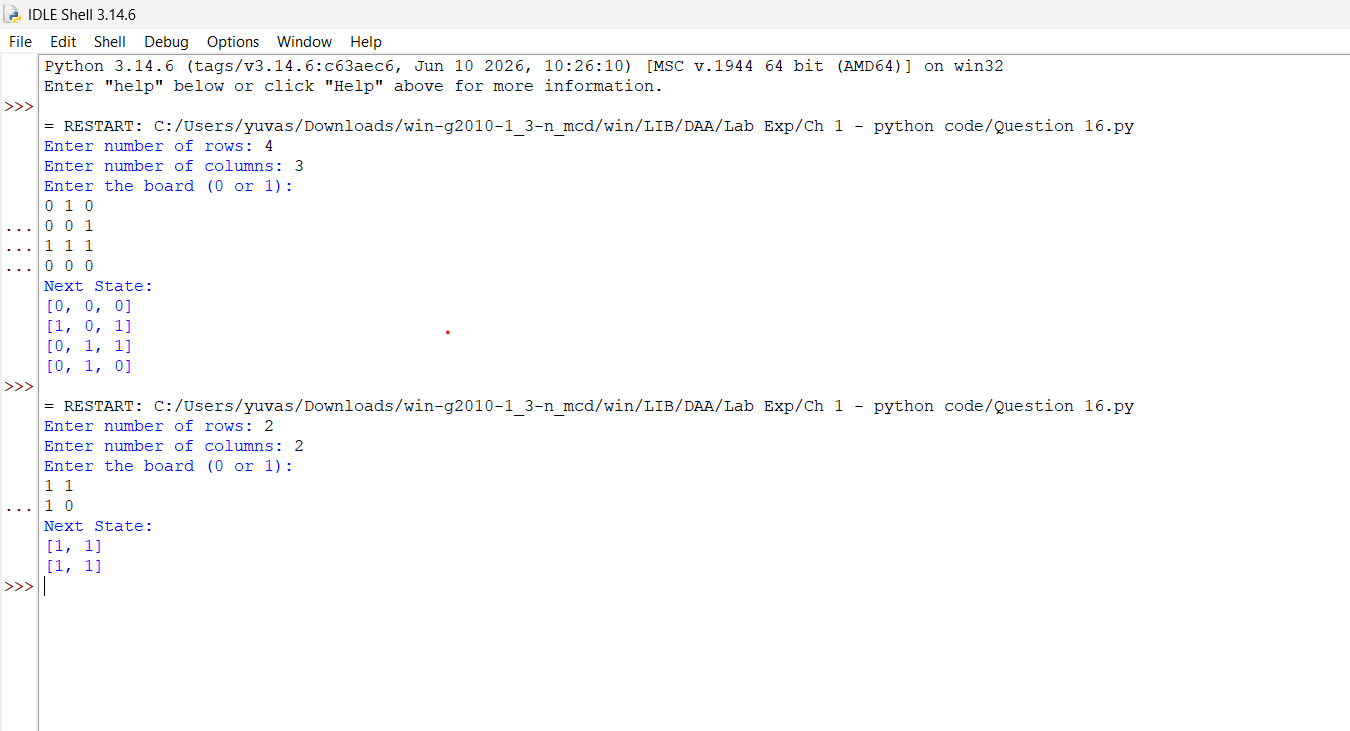 IDLE Shell 3.14.6
File Edit Shell Debug Options Window Help
Python 3.14.6 (tags/v3.14.6:c63aec6, Jun 10 2026, 10:26:10) [MSC v.1944 64 bit (AMD64)] on win32
Enter "help" below or click "Help" above for more information.
>>>
= RESTART: C:/Users/yuvas/Downloads/win-g2010-1_3-n_mcd/win/LIB/DAA/Lab Exp/Ch 1 - python code/Question 16.py
Enter number of rows: 4
Enter number of columns: 3
Enter the board (0 or 1):
0 1 0
... 0 0 1
... 1 1 1
... 0 0 0
Next State:
[0, 0, 0]
[1, 0, 1]
[0, 1, 1]
[0, 1, 0]
>>>
= RESTART: C:/Users/yuvas/Downloads/win-g2010-1_3-n_mcd/win/LIB/DAA/Lab Exp/Ch 1 - python code/Question 16.py
Enter number of rows: 2
Enter number of columns: 2
Enter the board (0 or 1):
1 1
... 1 0
Next State:
[1, 1]
[1, 1]
>>>